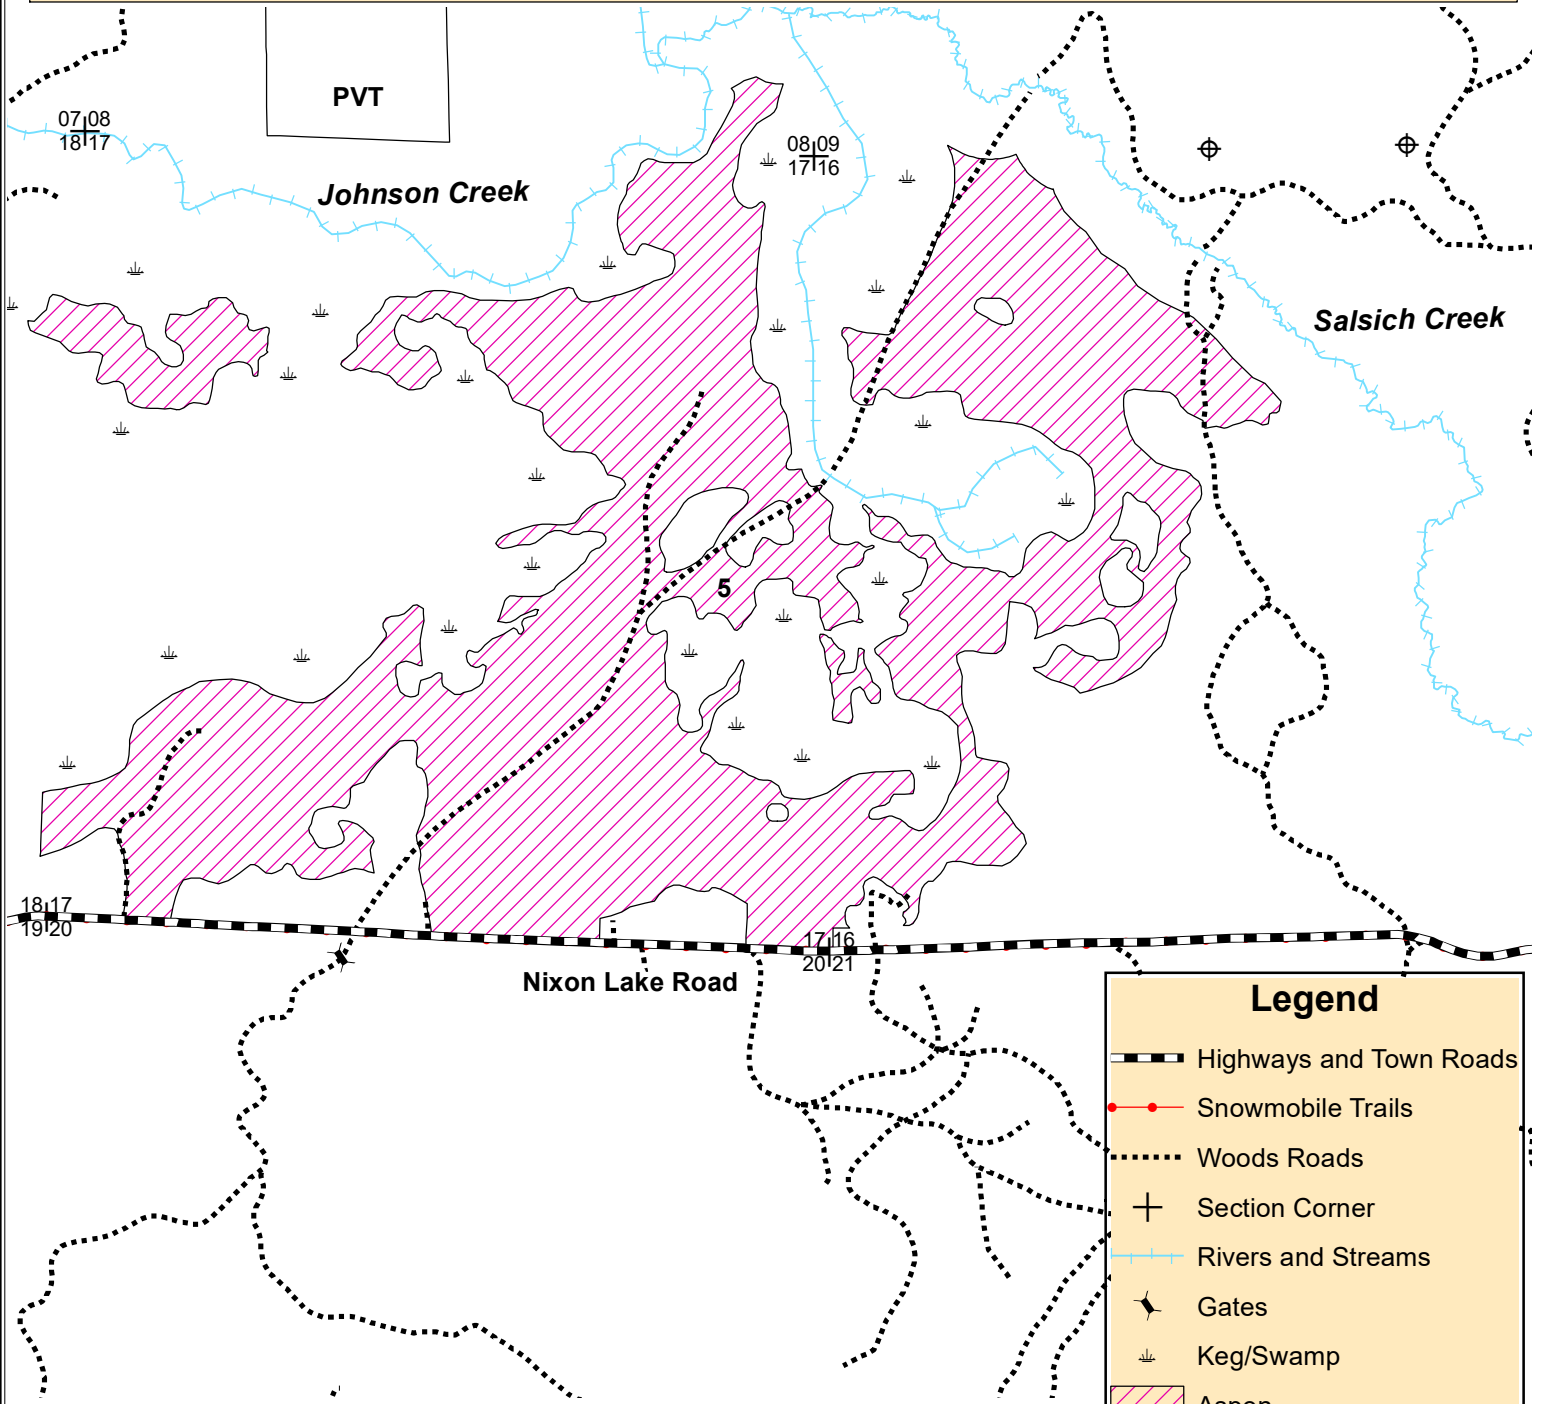 PVT
07 08
18 17
08 09
17 16
Johnson Creek
Salsich Creek
5
18 17
19 20
17 16
20 21
Nixon Lake Road
Legend
Highways and Town Roads
Snowmobile Trails
Woods Roads
Section Corner
Rivers and Streams
Gates
Keg/Swamp
Aspen